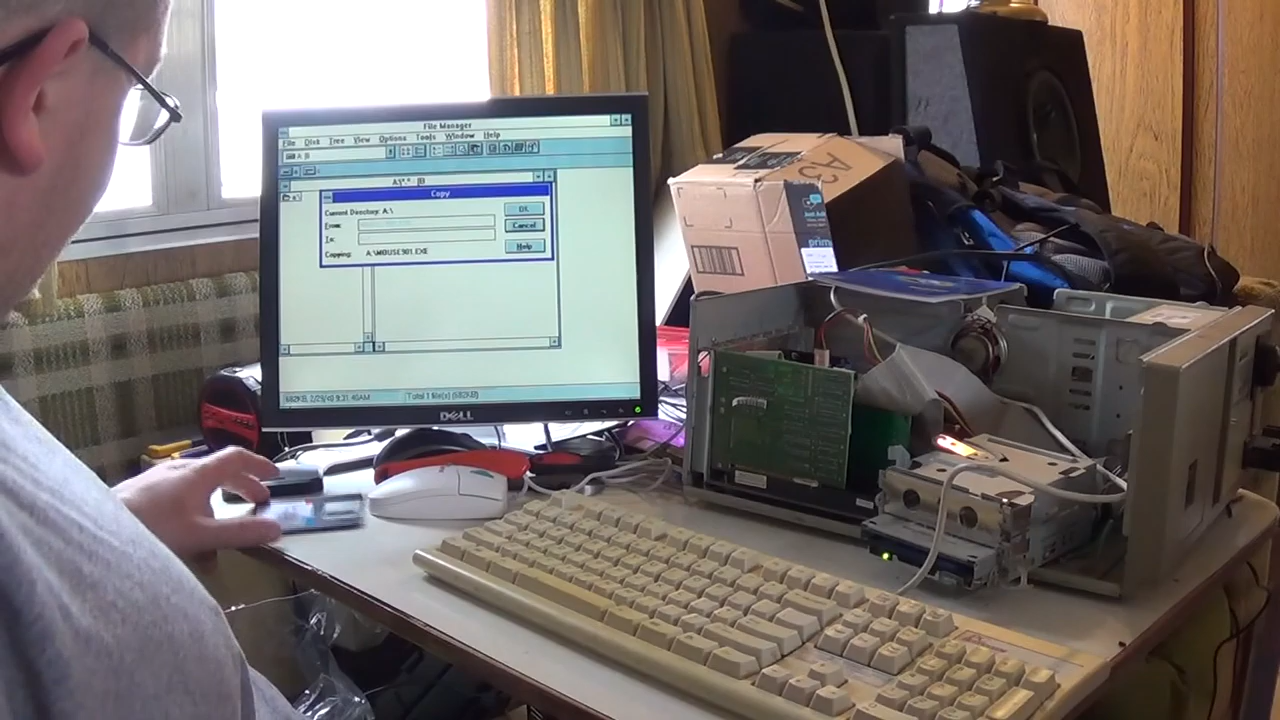 File Manager
File Disk Tree View Options Tools Window Help
A:\*.*
Copy
Current Directory: A:\
OK
From:
Cancel
To:
Help
Copying: A:\MOUSE901.EXE
Total 1 file(s) (682KB)
DELL
A3
prime